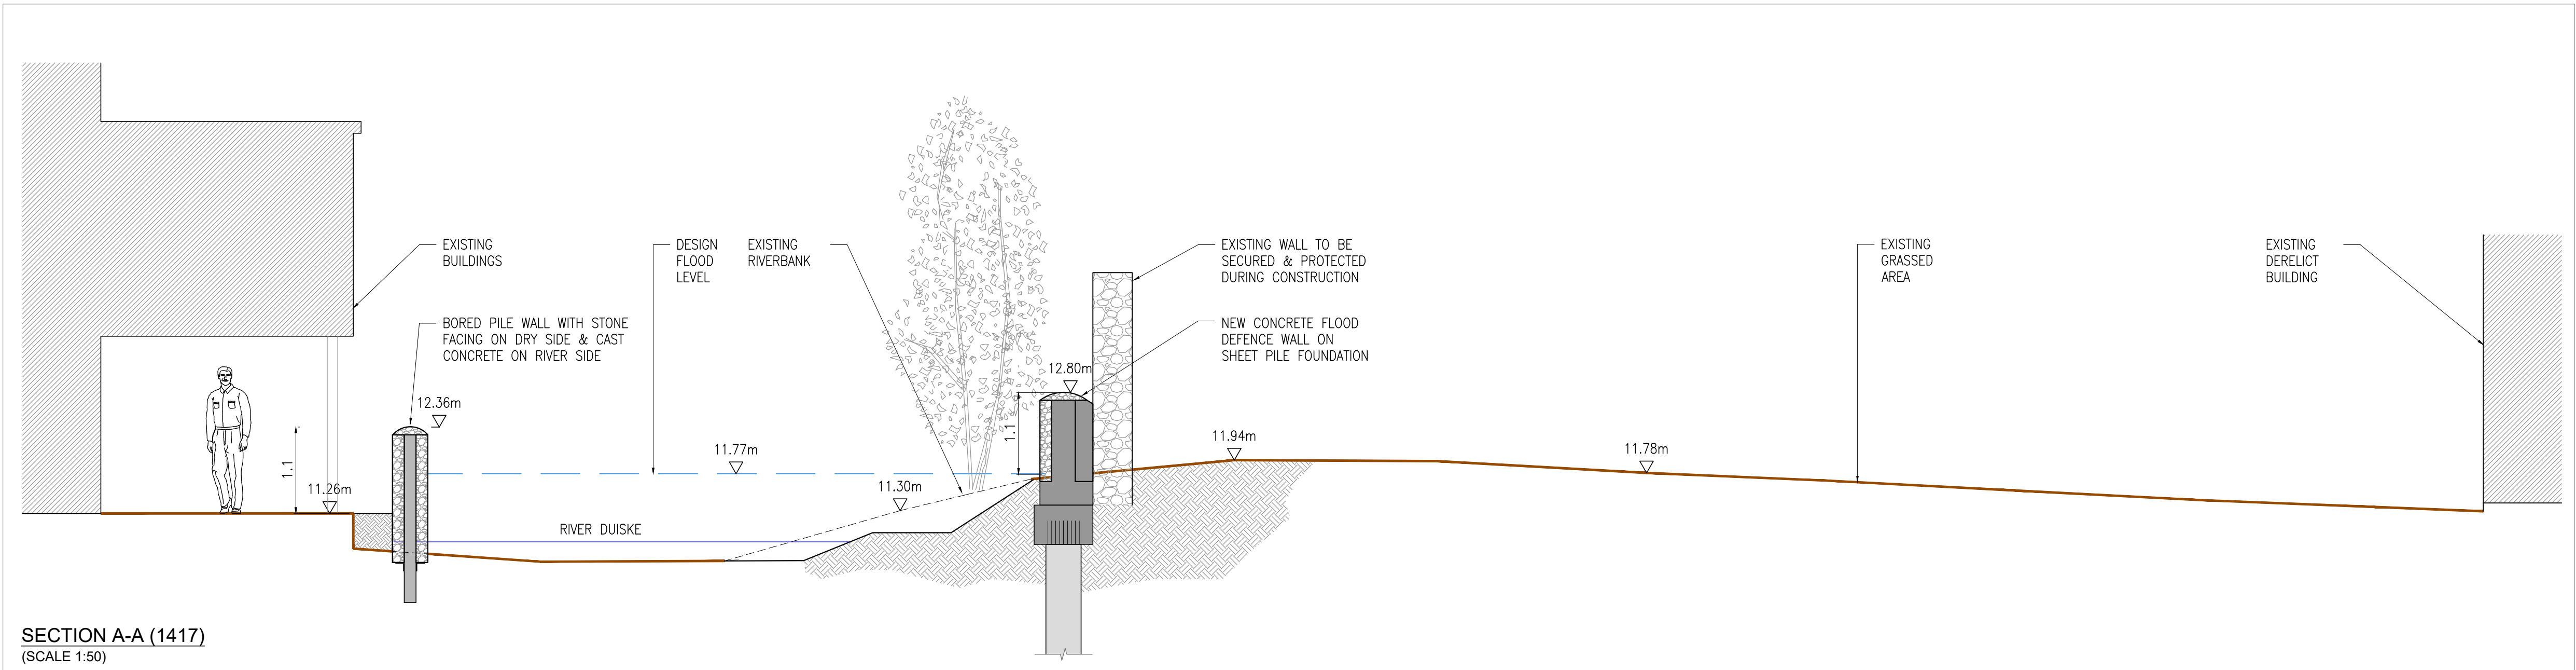 EXISTING
BUILDINGS
DESIGN
FLOOD
LEVEL
EXISTING
RIVERBANK
EXISTING WALL TO BE
SECURED & PROTECTED
DURING CONSTRUCTION
EXISTING
GRASSED
AREA
EXISTING
DERELICT
BUILDING
BORED PILE WALL WITH STONE
FACING ON DRY SIDE & CAST
CONCRETE ON RIVER SIDE
NEW CONCRETE FLOOD
DEFENCE WALL ON
SHEET PILE FOUNDATION
12.80m
12.36m
1.1
11.94m
11.77m
11.78m
1.1
11.26m
11.30m
RIVER DUISKE
SECTION A-A (1417)
(SCALE 1:50)